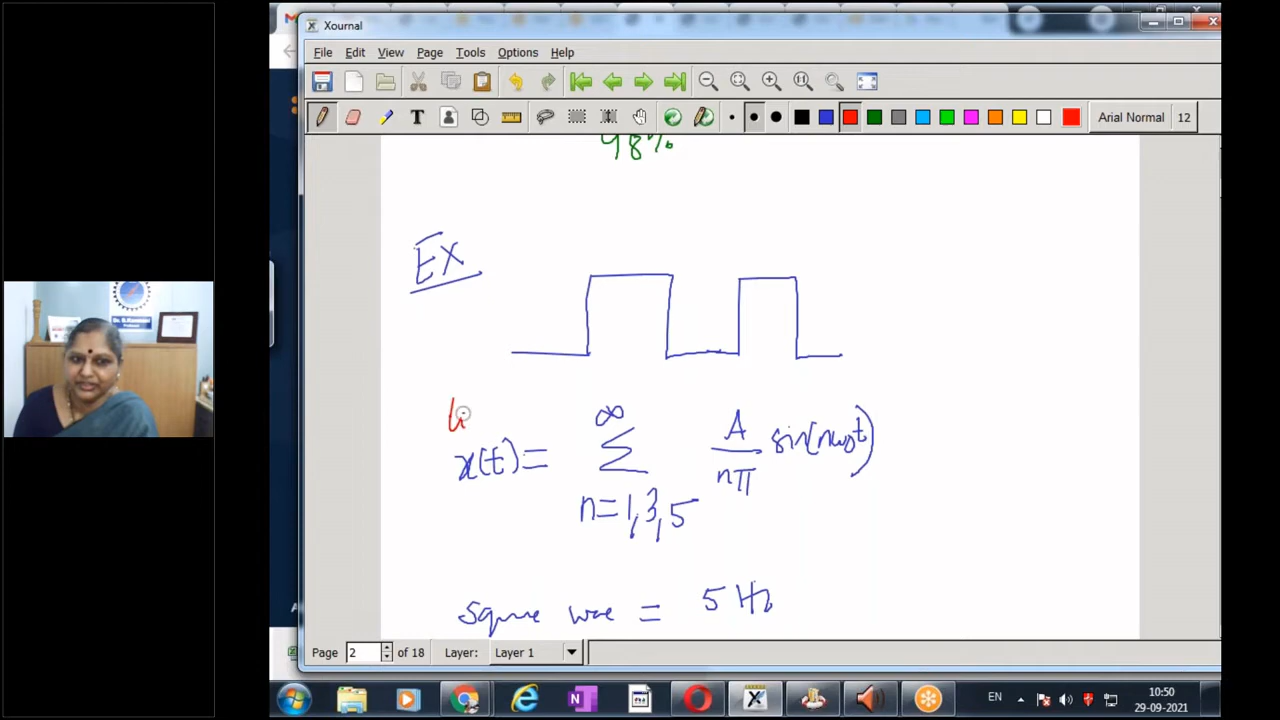 Xournal
File Edit View Page Tools Options Help
Arial Normal 12
98%
EX
x(t) = ∞ Σ n=1,3,5 A/nπ sin(nω₀t)
square wave = 5 Hz
Page 2 of 18 Layer: Layer 1
EN
10:50
29-09-2021